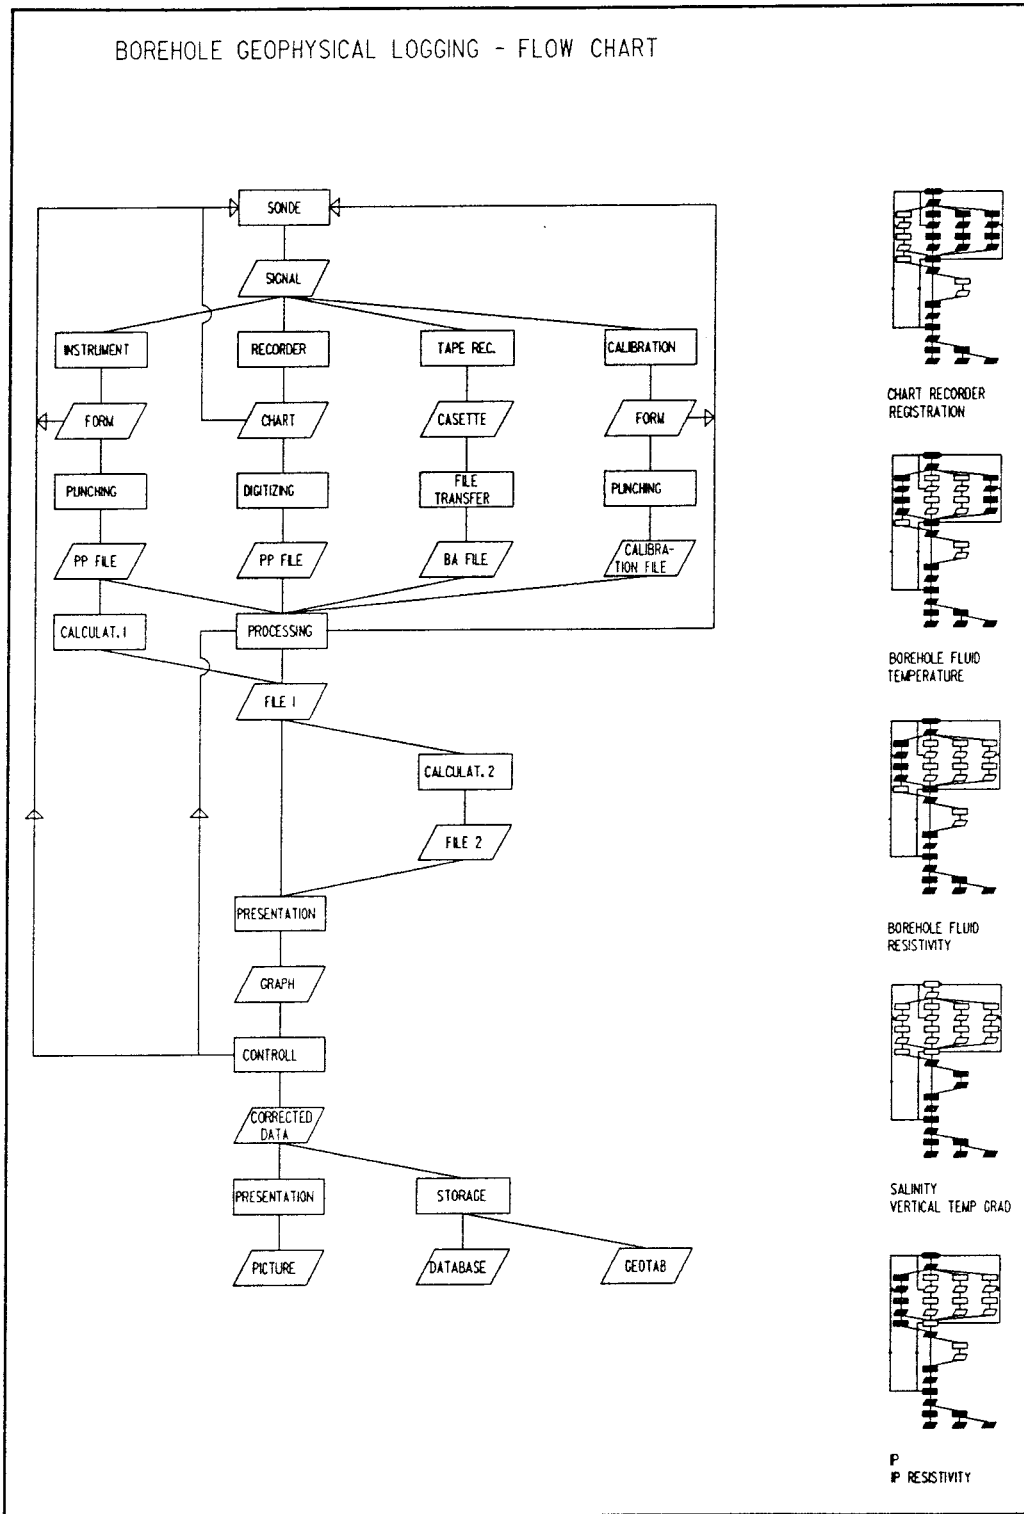 BOREHOLE GEOPHYSICAL LOGGING - FLOW CHART
SONDE
SIGNAL
INSTRUMENT
RECORDER
TAPE REC.
CALIBRATION
FORM
CHART
CASETTE
FORM
PUNCHING
DIGITIZING
FILE
TRANSFER
PUNCHING
PP FILE
PP FILE
BA FILE
CALIBRA-
TION FILE
CALCULAT.1
PROCESSING
FILE 1
CALCULAT.2
FILE 2
PRESENTATION
GRAPH
CONTROLL
CORRECTED
DATA
PRESENTATION
STORAGE
PICTURE
DATABASE
GEOTAB
CHART RECORDER
REGISTRATION
BOREHOLE FLUID
TEMPERATURE
BOREHOLE FLUID
RESISTIVITY
SALINITY
VERTICAL TEMP GRAD
IP
IP RESISTIVITY